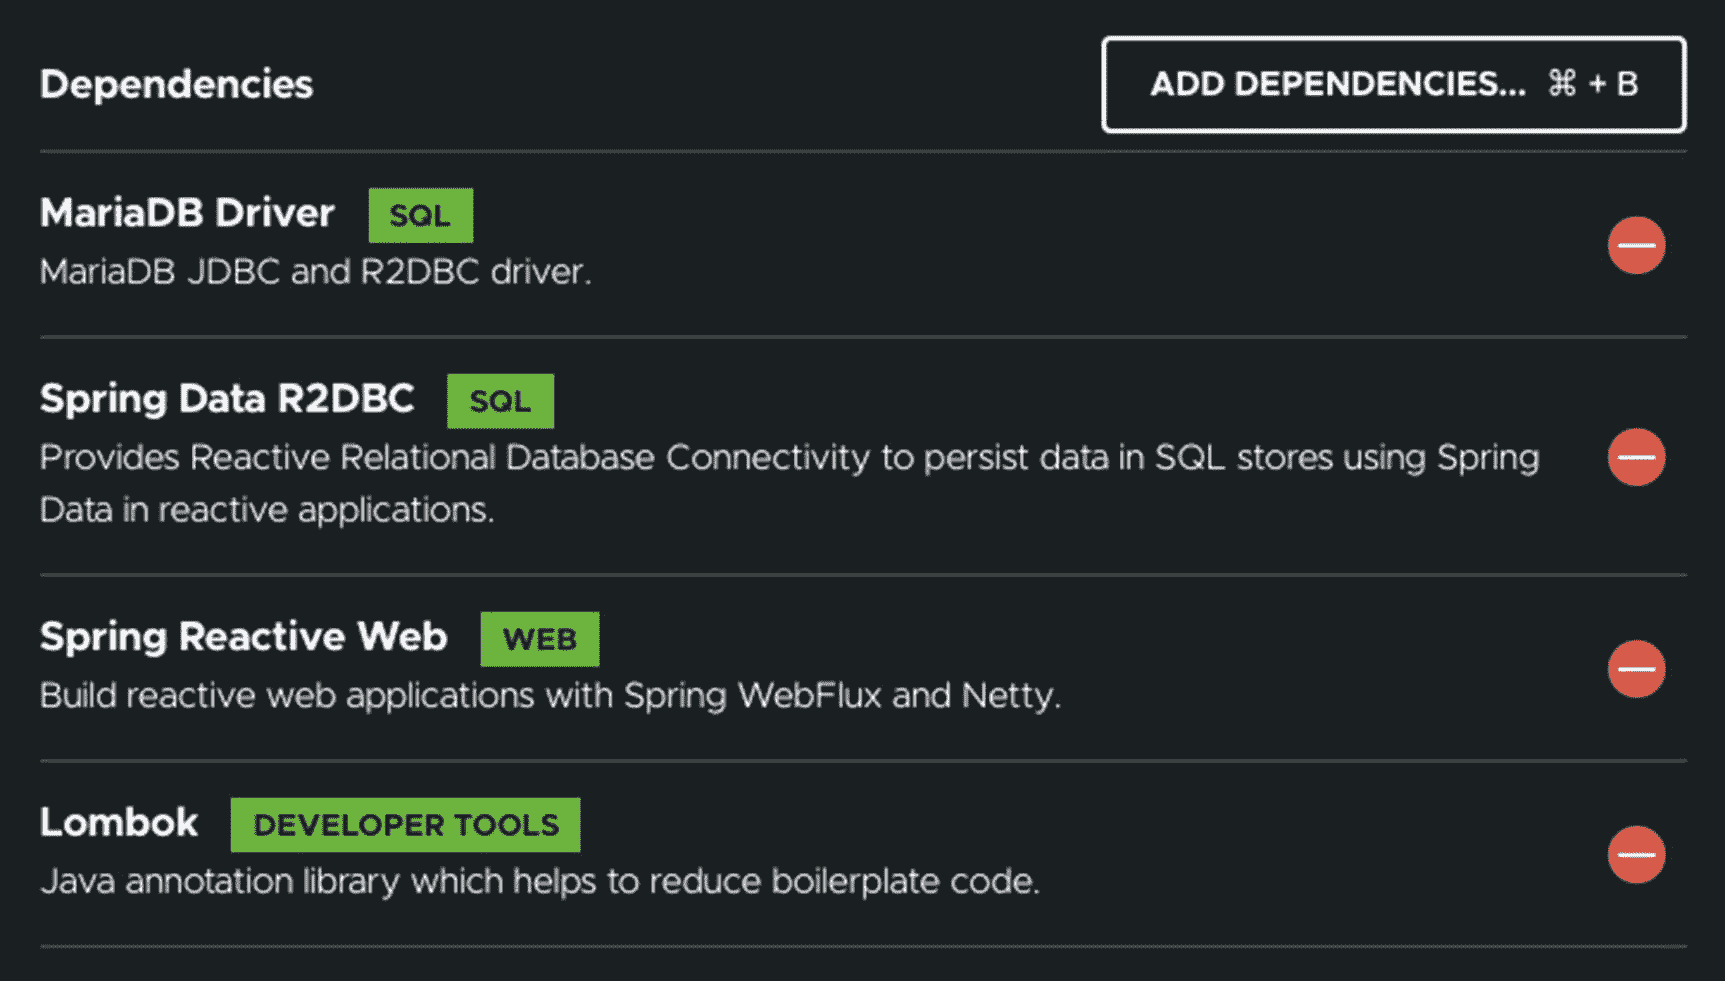 Dependencies
ADD DEPENDENCIES... ⌘ + B
MariaDB Driver SQL
MariaDB JDBC and R2DBC driver.
Spring Data R2DBC SQL
Provides Reactive Relational Database Connectivity to persist data in SQL stores using Spring
Data in reactive applications.
Spring Reactive Web WEB
Build reactive web applications with Spring WebFlux and Netty.
Lombok DEVELOPER TOOLS
Java annotation library which helps to reduce boilerplate code.